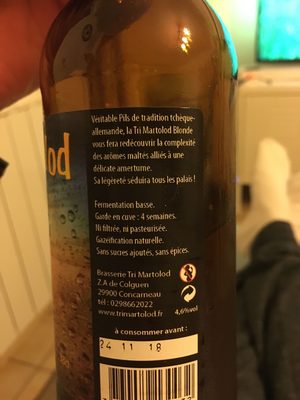 od
Véritable Pils de tradition tchèque-
allemande, la Tri Martolod Blonde
vous fera redécouvrir la complexité
des arômes maltés alliés à une
délicate amertume.
Sa légèreté séduira tous les palais !
Fermentation basse.
Garde en cuve : 4 semaines.
Ni filtrée, ni pasteurisée.
Gazéification naturelle.
Sans sucres ajoutés, sans épices.
Brasserie Tri Martolod
Z.A de Colguen
29900 Concarneau
tél : 0298662022
www.trimartolod.fr
4,6%vol
à consommer avant :
24 11 18